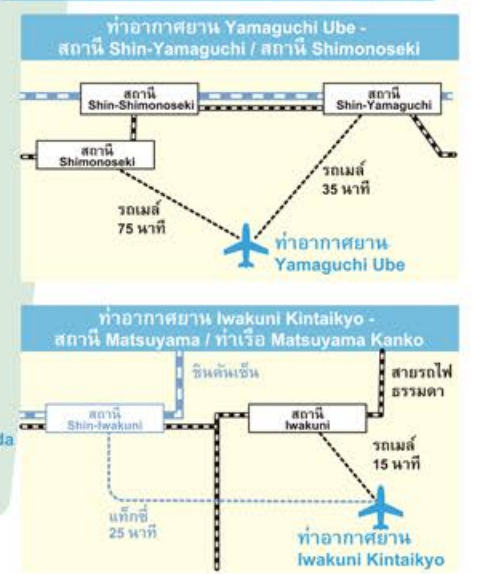 ท่าอากาศยาน Yamaguchi Ube -
สถานี Shin-Yamaguchi / สถานี Shimonoseki
สถานี
Shin-Shimonoseki
สถานี
Shin-Yamaguchi
สถานี
Shimonoseki
รถเมล์
35 นาที
รถเมล์
75 นาที
ท่าอากาศยาน
Yamaguchi Ube
ท่าอากาศยาน Iwakuni Kintaikyo -
สถานี Matsuyama / ท่าเรือ Matsuyama Kanko
ชินคันเซ็น
สายรถไฟ
ธรรมดา
สถานี
Shin-Iwakuni
สถานี
Iwakuni
da
รถเมล์
15 นาที
แท็กซี่
25 นาที
ท่าอากาศยาน
Iwakuni Kintaikyo